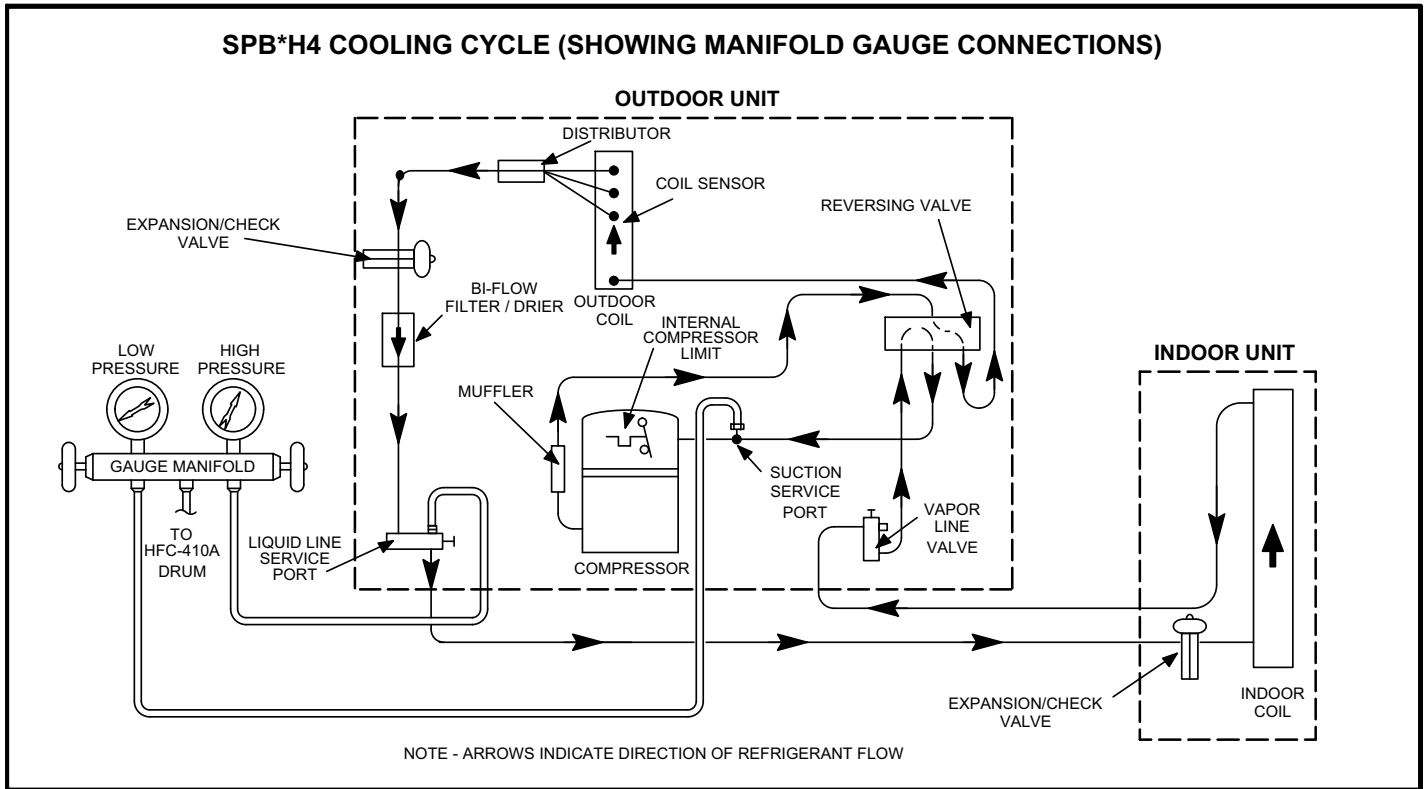 SPB*H4 COOLING CYCLE (SHOWING MANIFOLD GAUGE CONNECTIONS)
OUTDOOR UNIT
DISTRIBUTOR
COIL SENSOR
REVERSING VALVE
EXPANSION/CHECK
VALVE
BI-FLOW
FILTER / DRIER
OUTDOOR
COIL
INTERNAL
COMPRESSOR
LIMIT
LOW
PRESSURE
HIGH
PRESSURE
INDOOR UNIT
MUFFLER
GAUGE MANIFOLD
SUCTION
SERVICE
PORT
VAPOR
LINE
VALVE
TO
HFC-410A
DRUM
LIQUID LINE
SERVICE
PORT
COMPRESSOR
EXPANSION/CHECK
VALVE
INDOOR
COIL
NOTE - ARROWS INDICATE DIRECTION OF REFRIGERANT FLOW